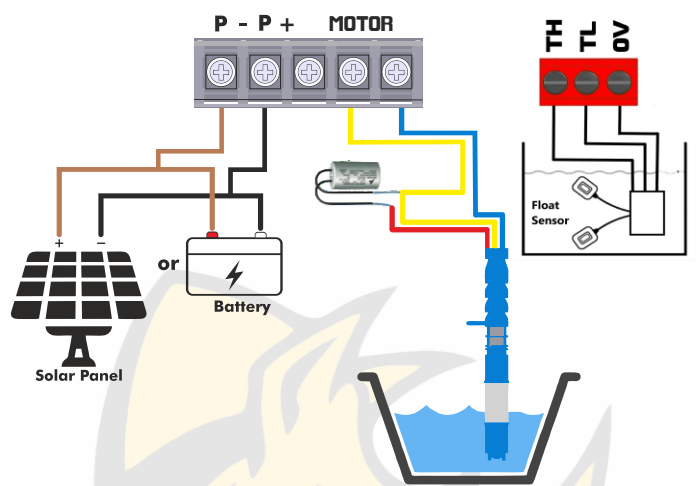 P - P + MOTOR
TH
TL
0V
Float
Sensor
+ −
or
Battery
Solar Panel